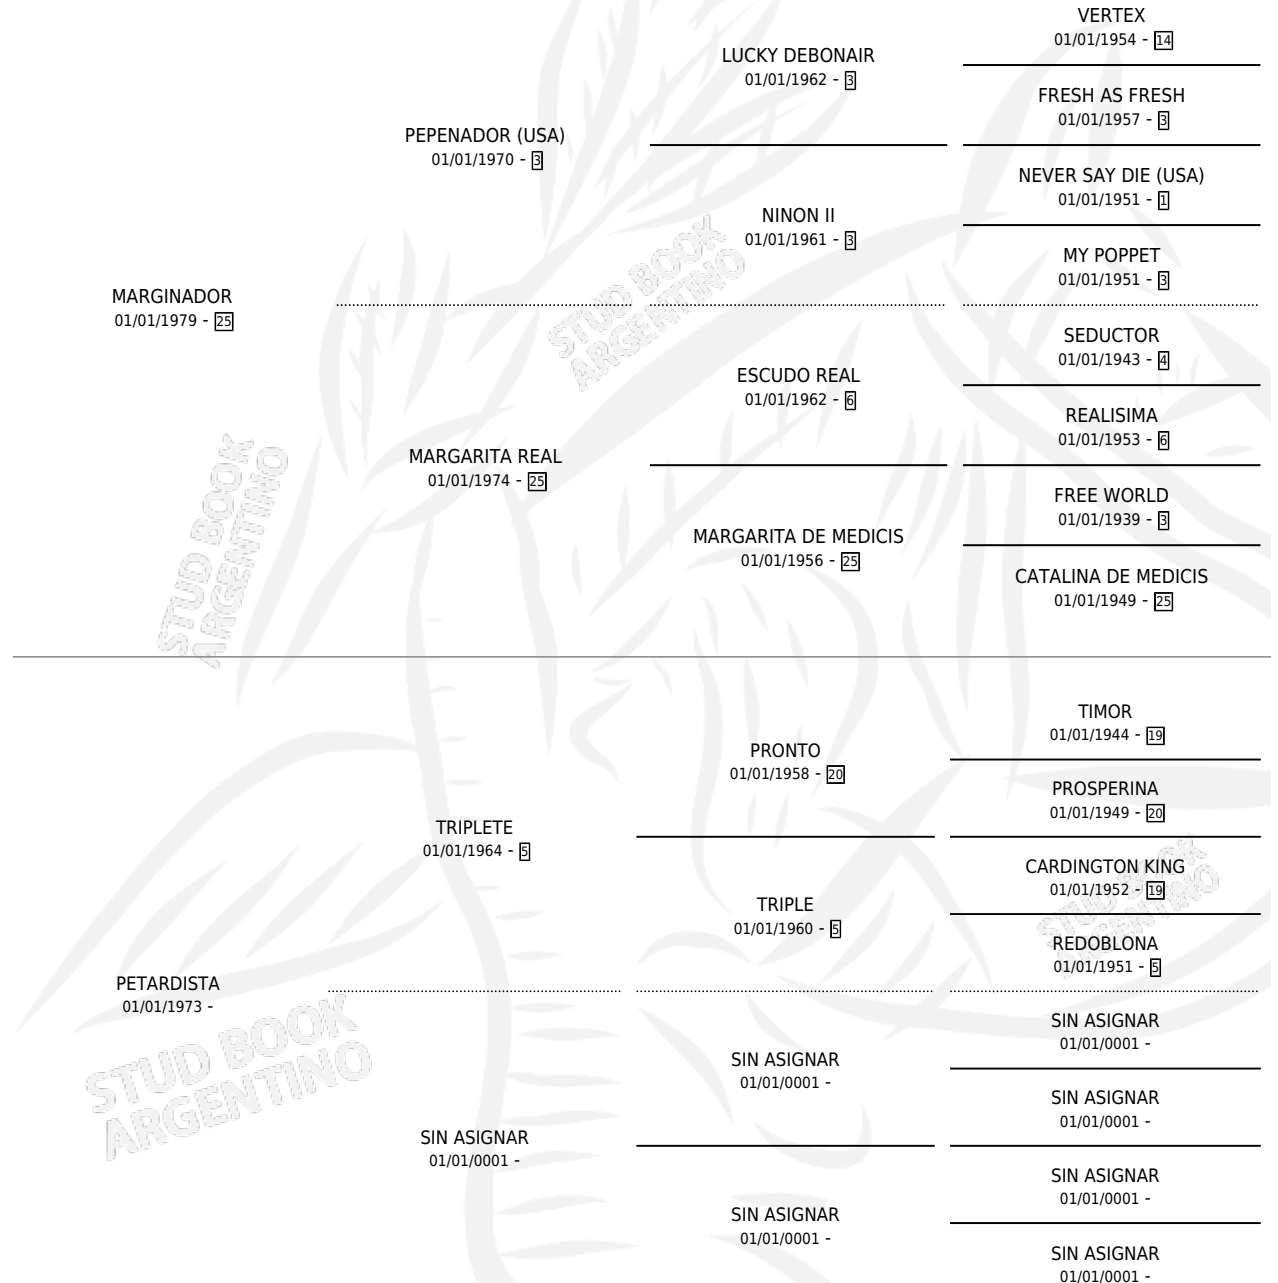 VERTEX
01/01/1954 - 14
LUCKY DEBONAIR
01/01/1962 - 3
FRESH AS FRESH
01/01/1957 - 3
PEPENADOR (USA)
01/01/1970 - 3
NEVER SAY DIE (USA)
01/01/1951 - 1
NINON II
01/01/1961 - 3
MY POPPET
01/01/1951 - 3
MARGINADOR
01/01/1979 - 25
SEDUCTOR
01/01/1943 - 4
ESCUDO REAL
01/01/1962 - 6
REALISIMA
01/01/1953 - 6
MARGARITA REAL
01/01/1974 - 25
FREE WORLD
01/01/1939 - 3
MARGARITA DE MEDICIS
01/01/1956 - 25
CATALINA DE MEDICIS
01/01/1949 - 25
STUD BOOK
ARGENTINO
STUD BOOK
ARGENTINO
TIMOR
01/01/1944 - 19
PRONTO
01/01/1958 - 20
PROSPERINA
01/01/1949 - 20
TRIPLETE
01/01/1964 - 5
CARDINGTON KING
01/01/1952 - 19
TRIPLE
01/01/1960 - 5
REDOBLONA
01/01/1951 - 5
STUD BOOK
ARGENTINO
PETARDISTA
01/01/1973 -
SIN ASIGNAR
01/01/0001 -
SIN ASIGNAR
01/01/0001 -
SIN ASIGNAR
01/01/0001 -
SIN ASIGNAR
01/01/0001 -
SIN ASIGNAR
01/01/0001 -
SIN ASIGNAR
01/01/0001 -
SIN ASIGNAR
01/01/0001 -
STUD BOOK
ARGENTINO